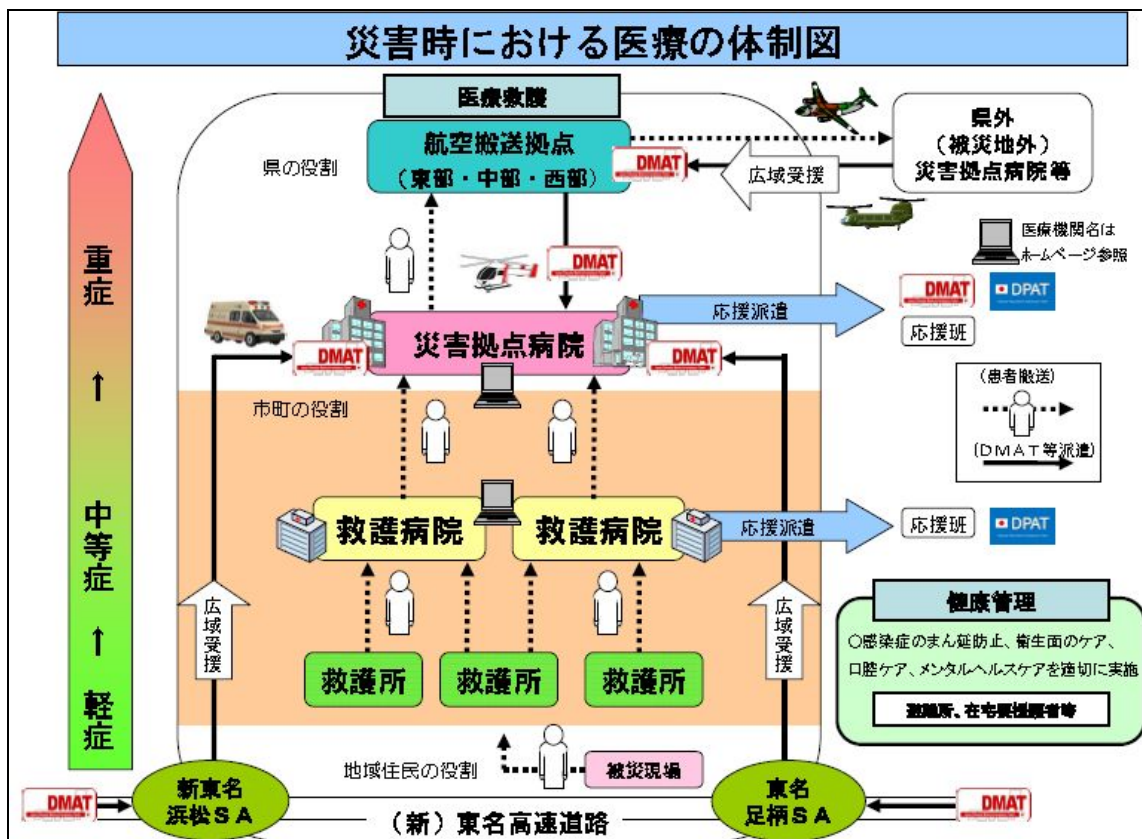 災害時における医療の体制図
医療救護
航空搬送拠点
（東部・中部・西部）
県の役割
DMAT
広域受援
県外
（被災地外）
災害拠点病院等
医療機関名は
ホームページ参照
重症
↑
中等症
↑
軽症
DMAT
DMAT
災害拠点病院
DMAT
応援派遣
DMAT
DPAT
応援班
市町の役割
（患者搬送）
（ＤＭＡＴ等派遣）
救護病院
救護病院
応援派遣
応援班
DPAT
広域受援
広域受援
救護所
救護所
救護所
健康管理
○感染症のまん延防止、衛生面のケア、
口腔ケア、メンタルヘルスケアを適切に実施
避難所、在宅要援護者等
地域住民の役割
被災現場
DMAT
新東名
浜松ＳＡ
（新）東名高速道路
東名
足柄ＳＡ
DMAT